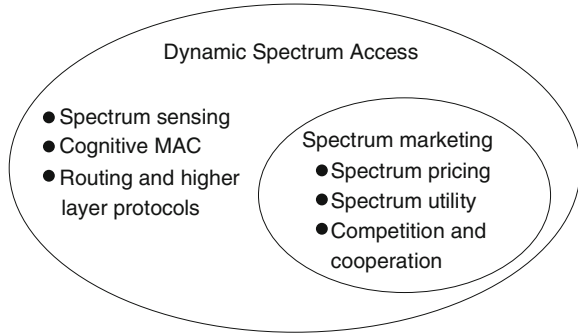 Dynamic Spectrum Access
● Spectrum sensing
● Cognitive MAC
● Routing and higher
layer protocols
Spectrum marketing
● Spectrum pricing
● Spectrum utility
● Competition and
cooperation